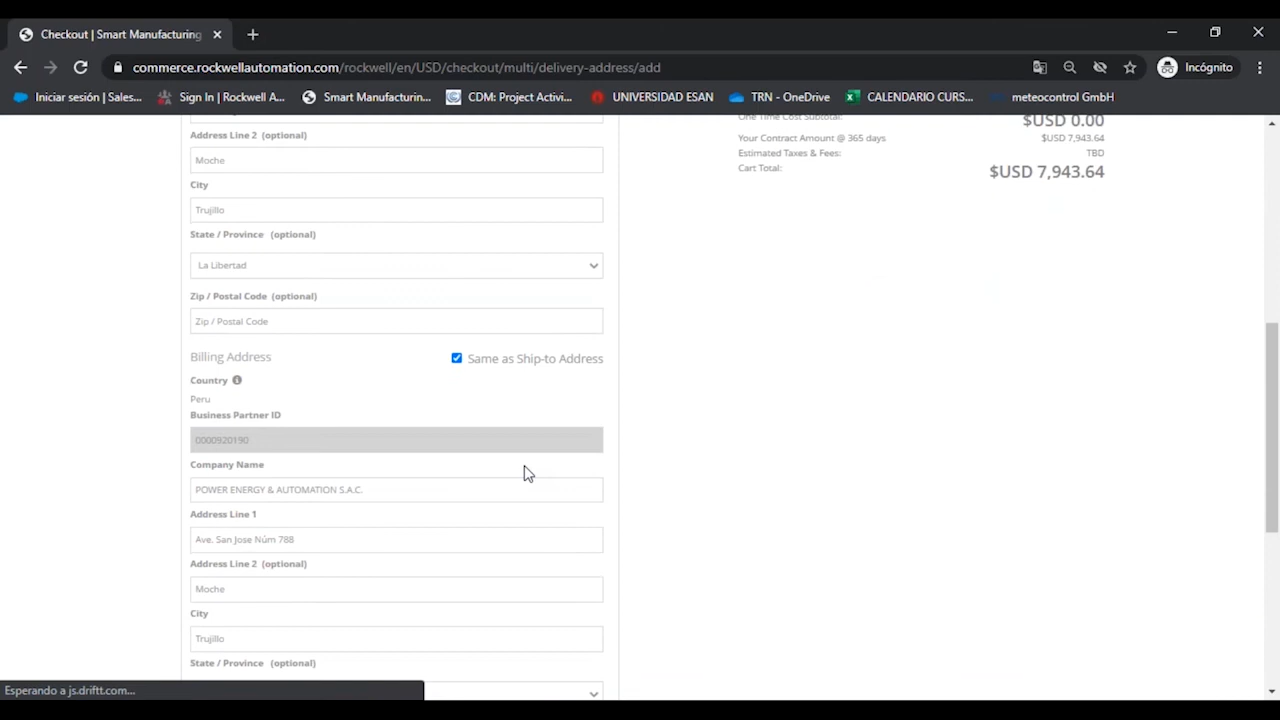 Checkout | Smart Manufacturing
commerce.rockwellautomation.com/rockwell/en/USD/checkout/multi/delivery-address/add
Incógnito
Iniciar sesión | Sales...
Sign In | Rockwell A...
Smart Manufacturin...
CDM: Project Activi...
UNIVERSIDAD ESAN
TRN - OneDrive
CALENDARIO CURS...
meteocontrol GmbH
One Time Cost Subtotal: $USD 0.00
Your Contract Amount @ 365 days $USD 7,943.64
Estimated Taxes & Fees: TBD
Cart Total: $USD 7,943.64
Address Line 2 (optional)
Moche
City
Trujillo
State / Province (optional)
La Libertad
Zip / Postal Code (optional)
Zip / Postal Code
Billing Address
Same as Ship-to Address
Country
Peru
Business Partner ID
0000920190
Company Name
POWER ENERGY & AUTOMATION S.A.C.
Address Line 1
Ave. San Jose Núm 788
Address Line 2 (optional)
Moche
City
Trujillo
State / Province (optional)
Esperando a js.driftt.com...